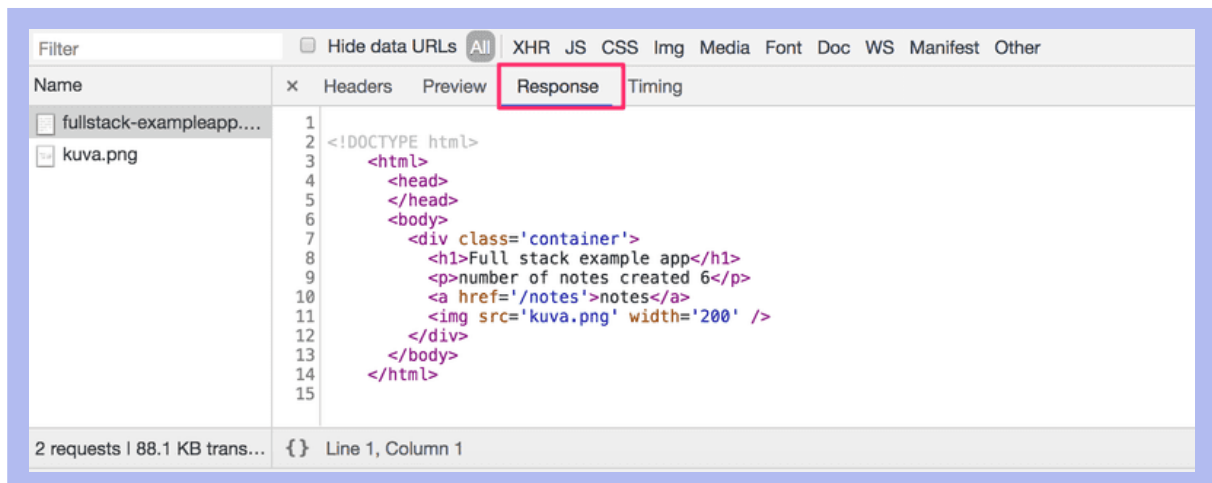 Filter Hide data URLs All XHR JS CSS Img Media Font Doc WS Manifest Other
Name × Headers Preview Response Timing
fullstack-exampleapp....
kuva.png
1
2 <!DOCTYPE html>
3 <html>
4 <head>
5 </head>
6 <body>
7 <div class='container'>
8 <h1>Full stack example app</h1>
9 <p>number of notes created 6</p>
10 <a href='/notes'>notes</a>
11 <img src='kuva.png' width='200' />
12 </div>
13 </body>
14 </html>
15
2 requests | 88.1 KB trans... {} Line 1, Column 1